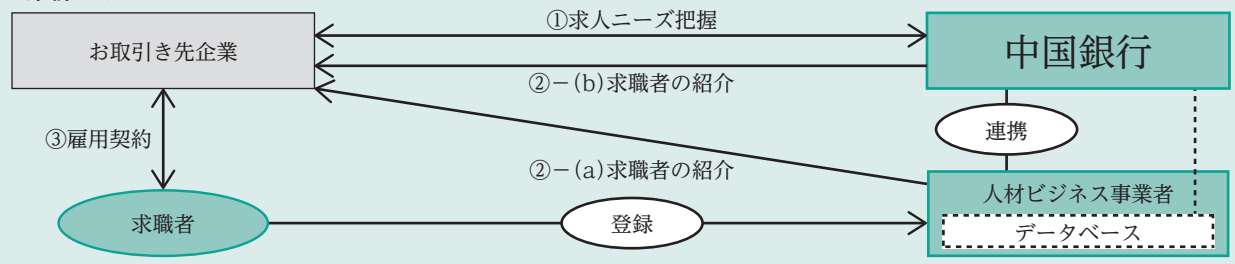 ①求人ニーズ把握
お取引き先企業
中国銀行
②－(b)求職者の紹介
連携
③雇用契約
②－(a)求職者の紹介
人材ビジネス事業者
求職者
登録
データベース